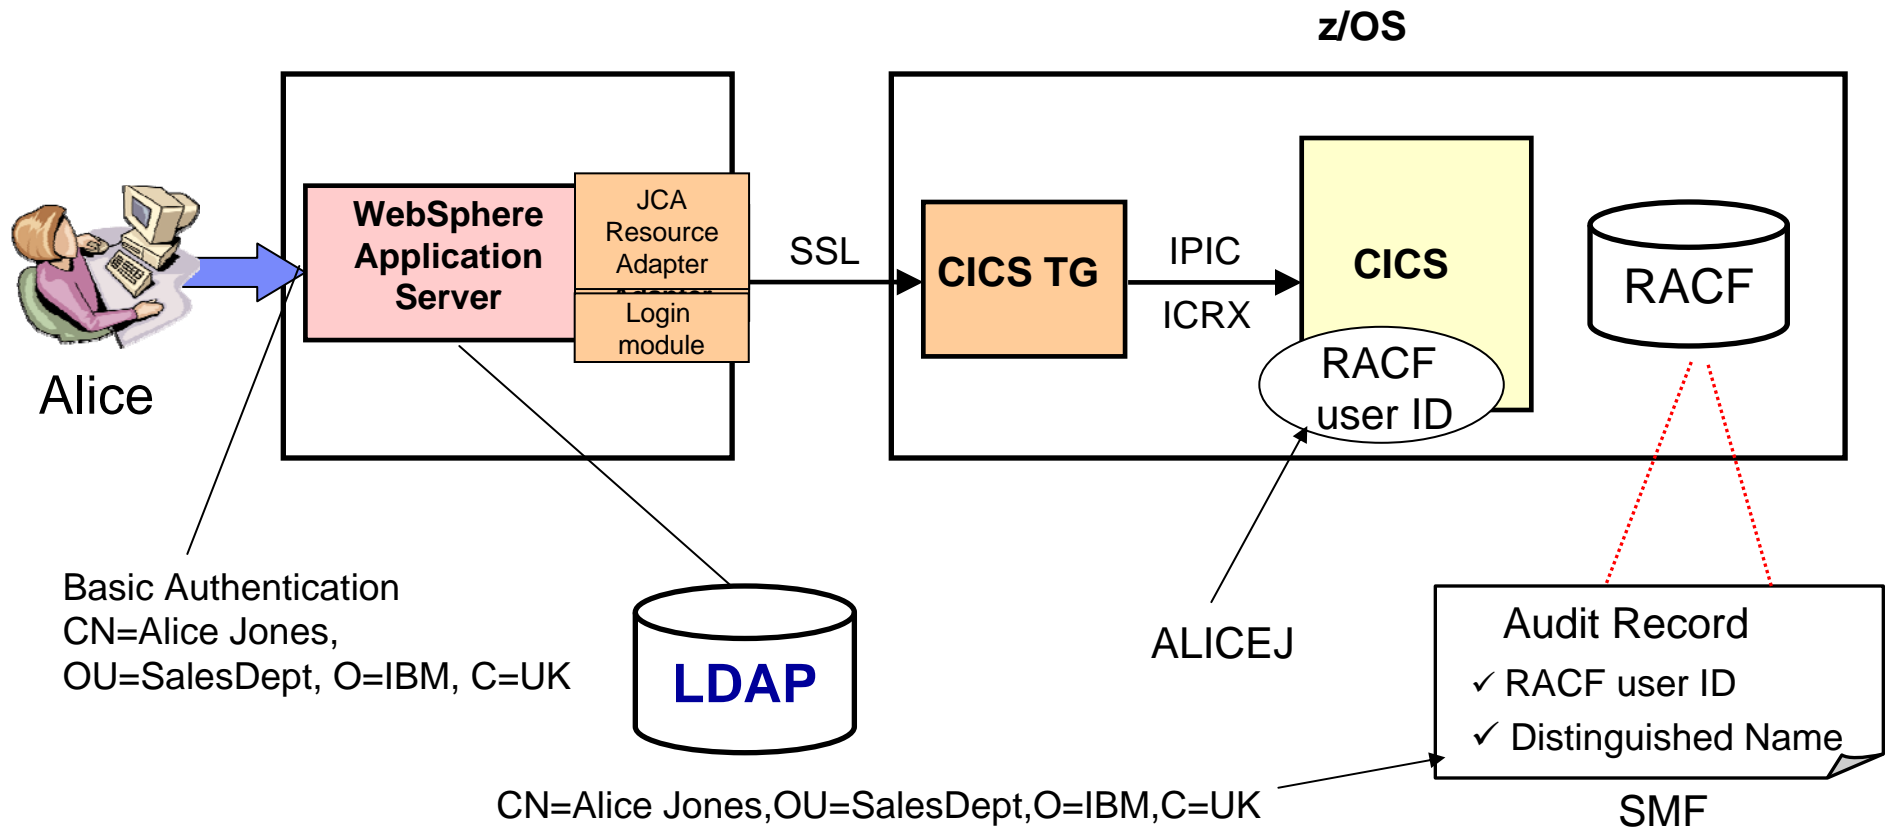 z/OS
WebSphere
Application
Server
JCA
Resource
Adapter
Adapter
Login
module
SSL
CICS TG
IPIC
ICRX
CICS
RACF
user ID
RACF
Alice
Basic Authentication
CN=Alice Jones,
OU=SalesDept, O=IBM, C=UK
LDAP
ALICEJ
Audit Record
✓ RACF user ID
✓ Distinguished Name
CN=Alice Jones,OU=SalesDept,O=IBM,C=UK
SMF